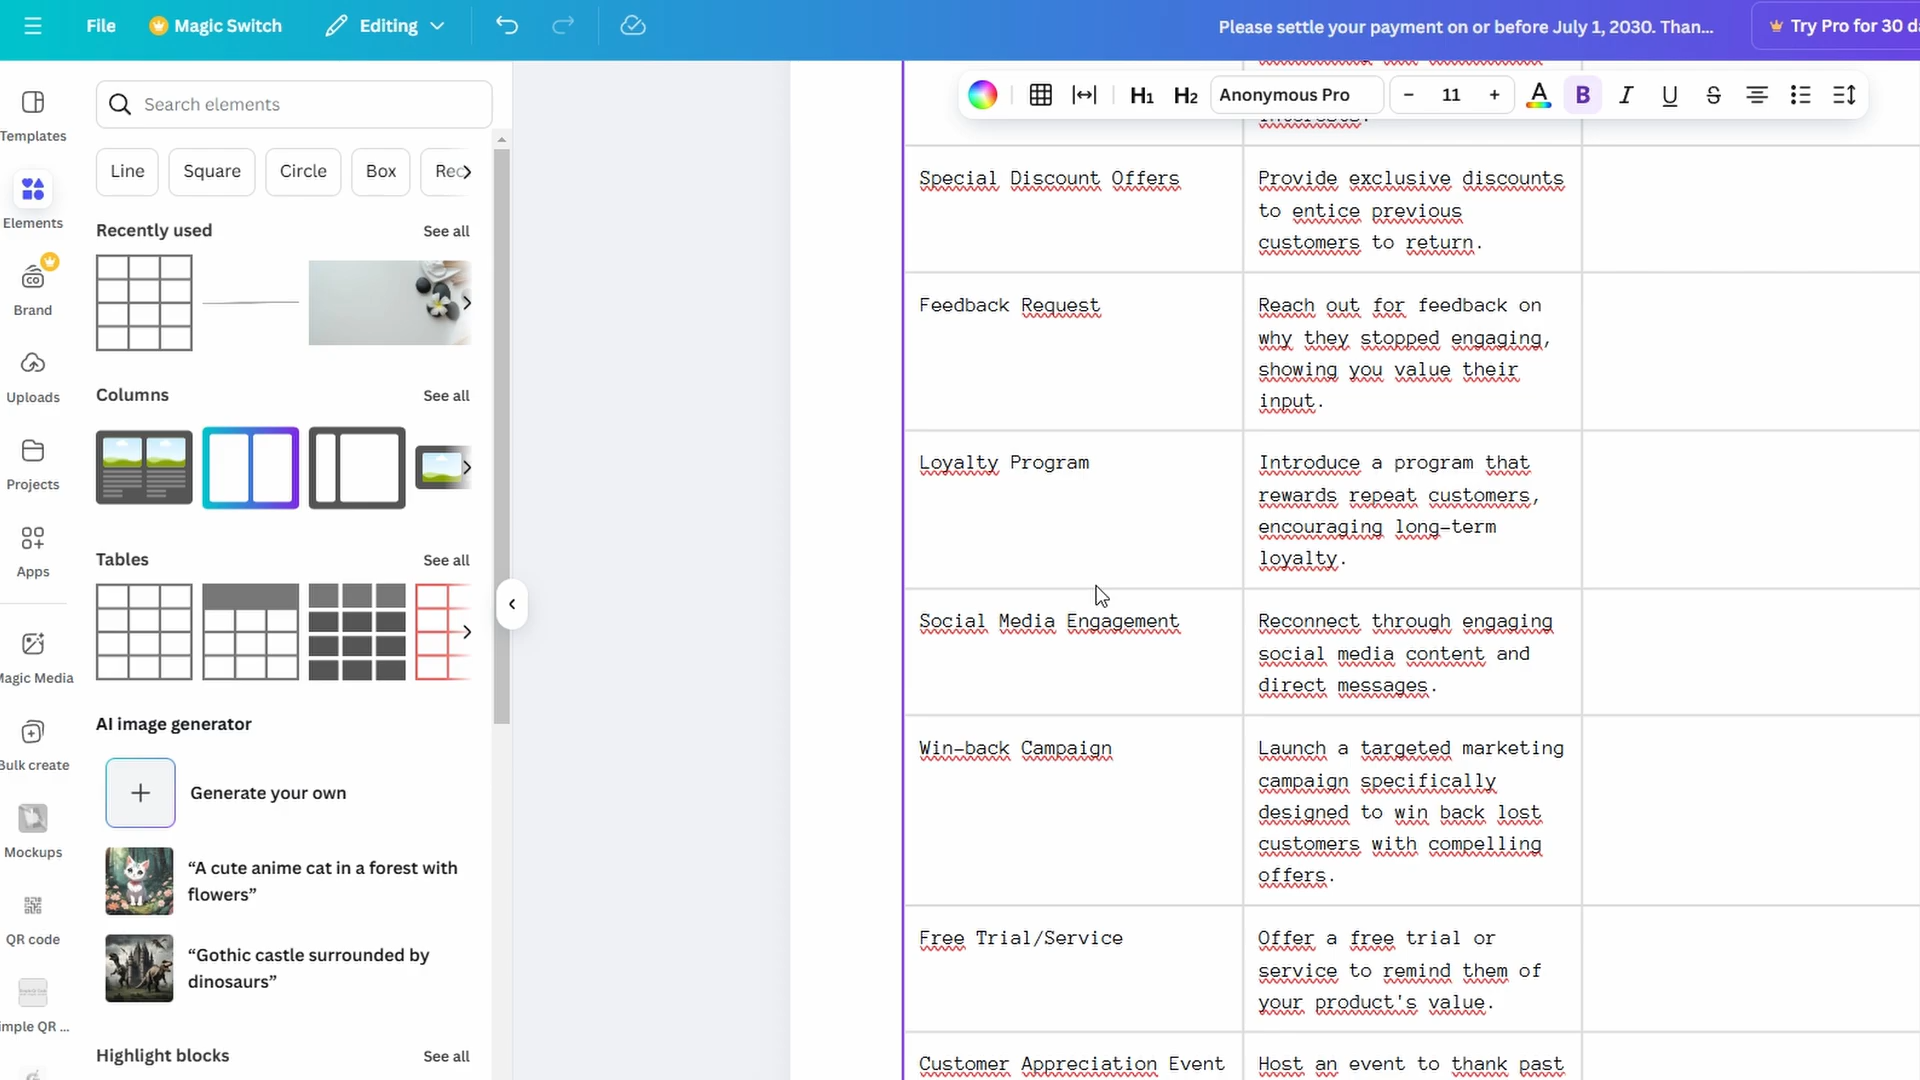 File
Magic Switch
Editing
Please settle your payment on or before July 1, 2030. Than...
Try Pro for 30 da
Templates
Elements
Brand
Uploads
Projects
Apps
Magic Media
Bulk create
Mockups
QR code
imple QR ...
Search elements
Line
Square
Circle
Box
Rec
Recently used
See all
Columns
See all
Tables
See all
AI image generator
Generate your own
“A cute anime cat in a forest with
flowers”
“Gothic castle surrounded by
dinosaurs”
Highlight blocks
See all
H1
H2
Anonymous Pro
– 11 +
A
B
I
U
S
interests.
Special Discount Offers
Provide exclusive discounts
to entice previous
customers to return.
Feedback Request
Reach out for feedback on
why they stopped engaging,
showing you value their
input.
Loyalty Program
Introduce a program that
rewards repeat customers,
encouraging long-term
loyalty.
Social Media Engagement
Reconnect through engaging
social media content and
direct messages.
Win-back Campaign
Launch a targeted marketing
campaign specifically
designed to win back lost
customers with compelling
offers.
Free Trial/Service
Offer a free trial or
service to remind them of
your product's value.
Customer Appreciation Event
Host an event to thank past